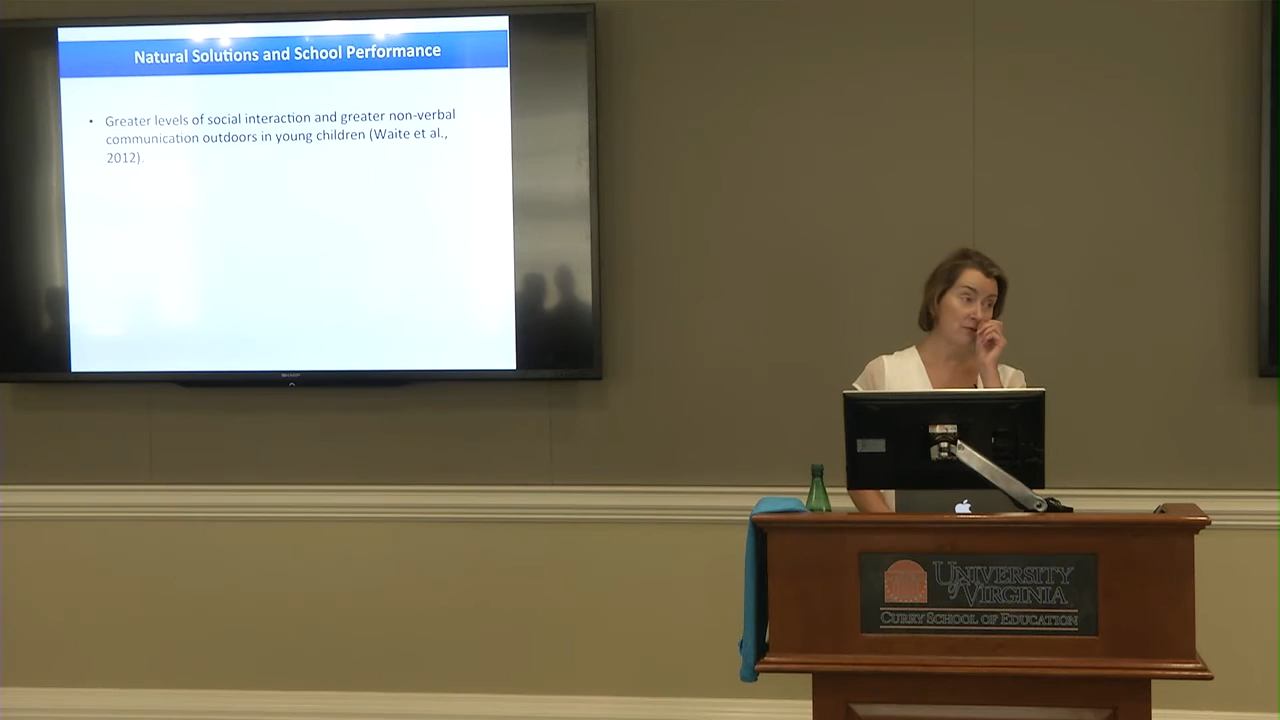 Natural Solutions and School Performance
• Greater levels of social interaction and greater non-verbal
communication outdoors in young children (Waite et al.,
2012).
SHARP
UNIVERSITY
of VIRGINIA
CURRY SCHOOL OF EDUCATION